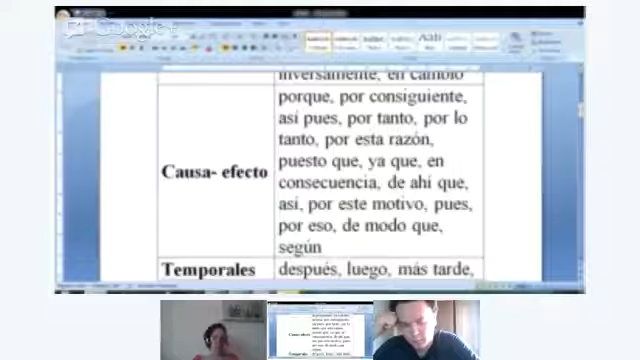 Google+
inversamente, en cambio
Causa- efecto
porque, por consiguiente,
así pues, por tanto, por lo
tanto, por esta razón,
puesto que, ya que, en
consecuencia, de ahí que,
así, por este motivo, pues,
por eso, de modo que,
según
Temporales
después, luego, más tarde,